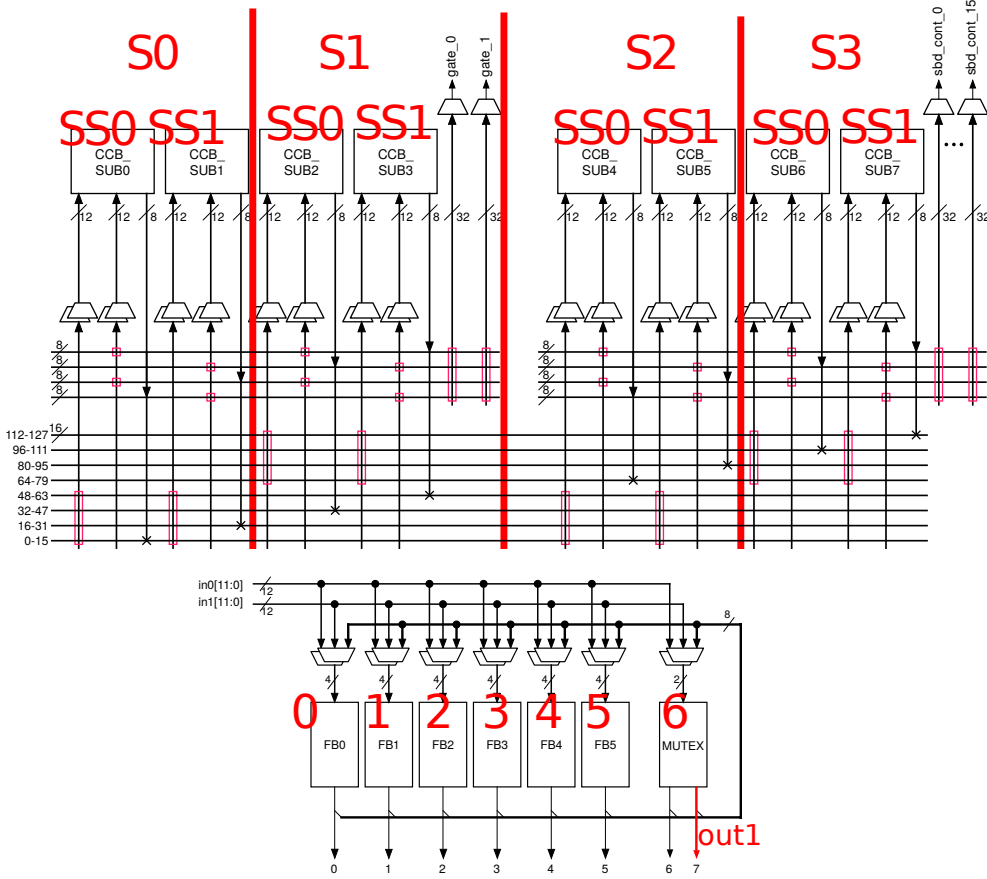 S0 S1 S2 S3
gate_0 gate_1 sbd_cont_0 sbd_cont_15
SS0 SS1 SS0 SS1 SS0 SS1 SS0 SS1
CCB_ CCB_ CCB_ CCB_ CCB_ CCB_ CCB_ CCB_ ...
SUB0 SUB1 SUB2 SUB3 SUB4 SUB5 SUB6 SUB7
12 12 8 12 12 8 12 12 8 12 12 8 32 32 12 12 8 12 12 8 12 12 8 12 12 8 32 32
8 8
8 8
8 8
8 8
112-127 16
96-111
80-95
64-79
48-63
32-47
16-31
0-15
in0[11:0] 12
in1[11:0] 12
8
4 4 4 4 4 4 2
0 1 2 3 4 5 6
FB0 FB1 FB2 FB3 FB4 FB5 MUTEX
out1
0 1 2 3 4 5 6 7